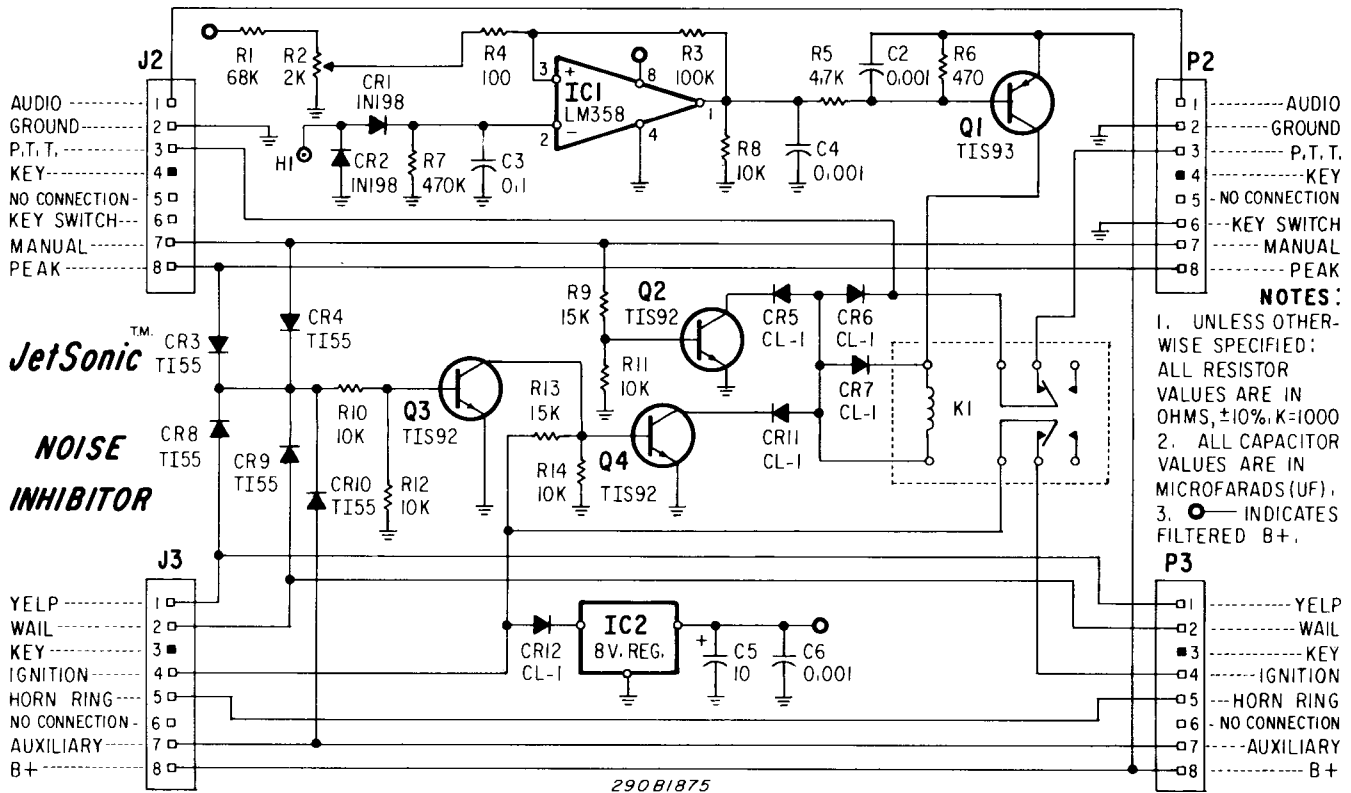 J2
AUDIO
GROUND
P.T.T.
KEY
NO CONNECTION
KEY SWITCH
MANUAL
PEAK
1
2
3
4
5
6
7
8
R1
68K
R2
2K
R4
100
R3
100K
CR1
IN198
H1
CR2
IN198
R7
470K
C3
0.1
3
+
2
–
IC1
LM358
8
4
1
R8
10K
C4
0.001
R5
4.7K
C2
0.001
R6
470
Q1
TIS93
P2
1
2
3
4
5
6
7
8
AUDIO
GROUND
P.T.T.
KEY
NO CONNECTION
KEY SWITCH
MANUAL
PEAK
NOTES:
1. UNLESS OTHER-
WISE SPECIFIED:
ALL RESISTOR
VALUES ARE IN
OHMS, ±10%, K=1000
2. ALL CAPACITOR
VALUES ARE IN
MICROFARADS (UF).
3. INDICATES
FILTERED B+.
JetSonic T.M.
NOISE
INHIBITOR
CR3
TI55
CR4
TI55
CR8
TI55
CR9
TI55
CR10
TI55
R10
10K
R12
10K
Q3
TIS92
R13
15K
R14
10K
Q4
TIS92
R9
15K
R11
10K
Q2
TIS92
CR5
CL-1
CR6
CL-1
CR7
CL-1
CR11
CL-1
K1
J3
YELP
WAIL
KEY
IGNITION
HORN RING
NO CONNECTION
AUXILIARY
B+
1
2
3
4
5
6
7
8
CR12
CL-1
IC2
8V. REG.
+
C5
10
C6
0.001
P3
1
2
3
4
5
6
7
8
YELP
WAIL
KEY
IGNITION
HORN RING
NO CONNECTION
AUXILIARY
B+
290B1875